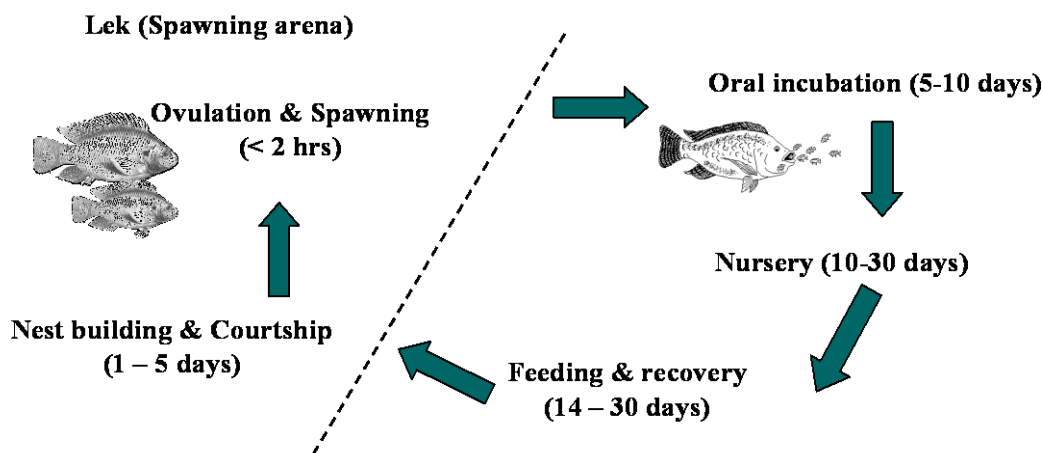 Lek (Spawning arena)
Ovulation & Spawning
(< 2 hrs)
Nest building & Courtship
(1 – 5 days)
Oral incubation (5-10 days)
Nursery (10-30 days)
Feeding & recovery
(14 – 30 days)